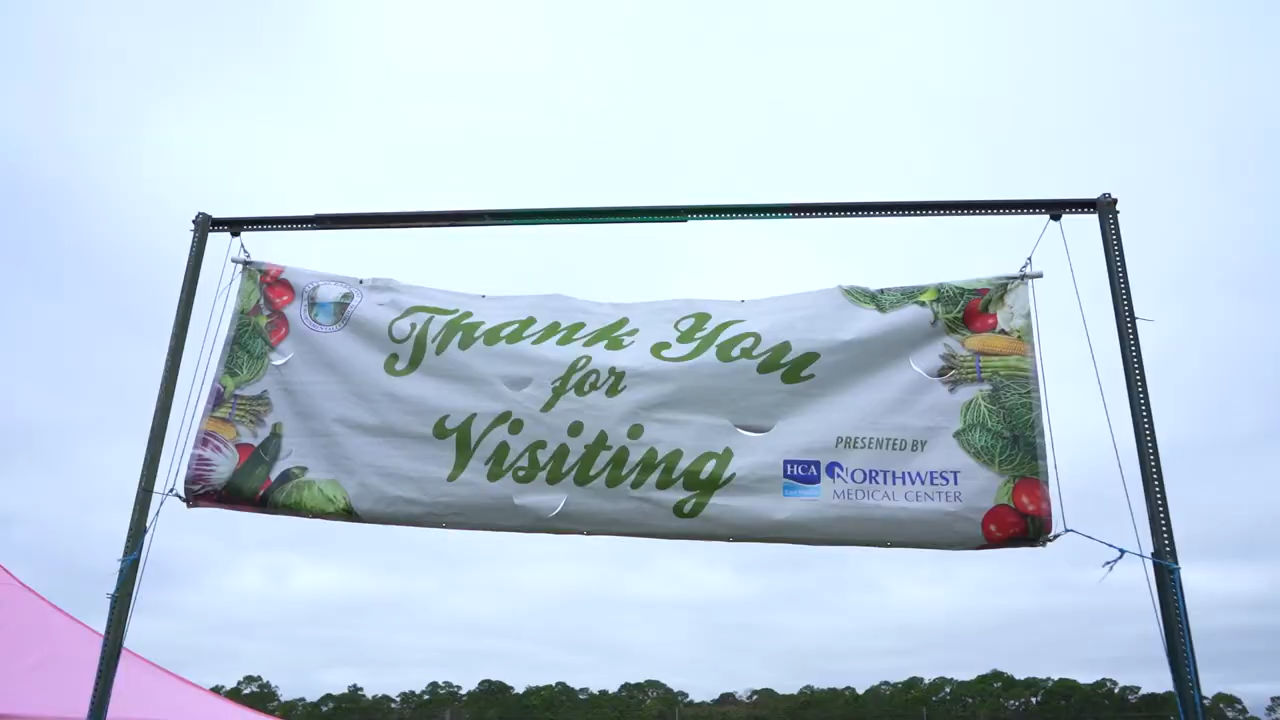 Thank You
for
Visiting
PRESENTED BY
HCA
NORTHWEST
MEDICAL CENTER